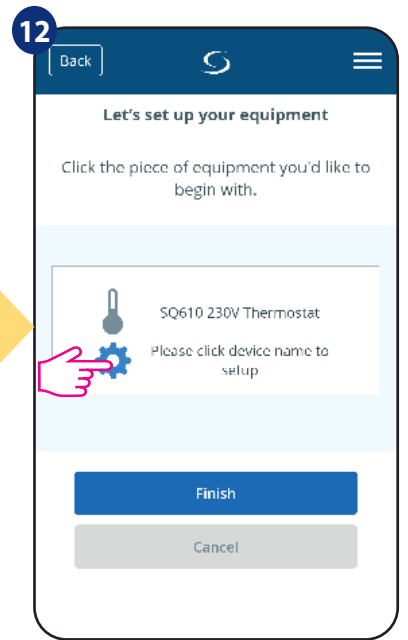 12
Back
Let's set up your equipment
Click the piece of equipment you'd like to
begin with.
SQ610 230V Thermostat
Please click device name to
setup
Finish
Cancel